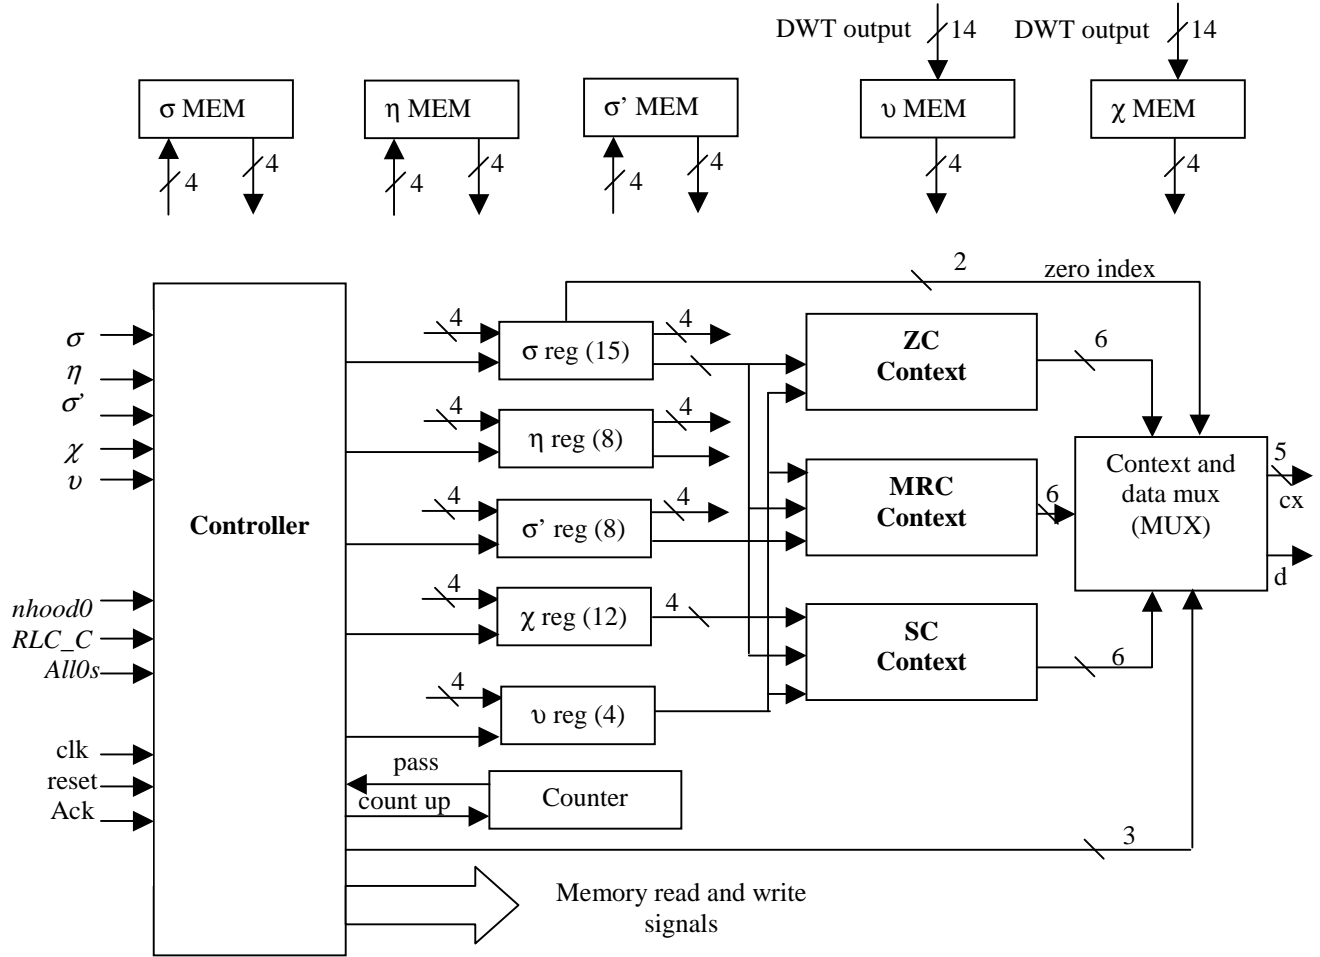 DWT output 14 DWT output 14
σ MEM η MEM σ’ MEM υ MEM χ MEM
4 4 4 4 4 4 4 4
2 zero index
σ
η
σ’
χ
υ
nhood0
RLC_C
All0s
clk
reset
Ack
Controller
4 σ reg (15) 4
4 η reg (8) 4
4 σ’ reg (8) 4
4 χ reg (12) 4
4 υ reg (4)
pass
count up
Counter
ZC
Context
6
MRC
Context
6
SC
Context
6
Context and
data mux
(MUX)
5
cx
d
3
Memory read and write
signals